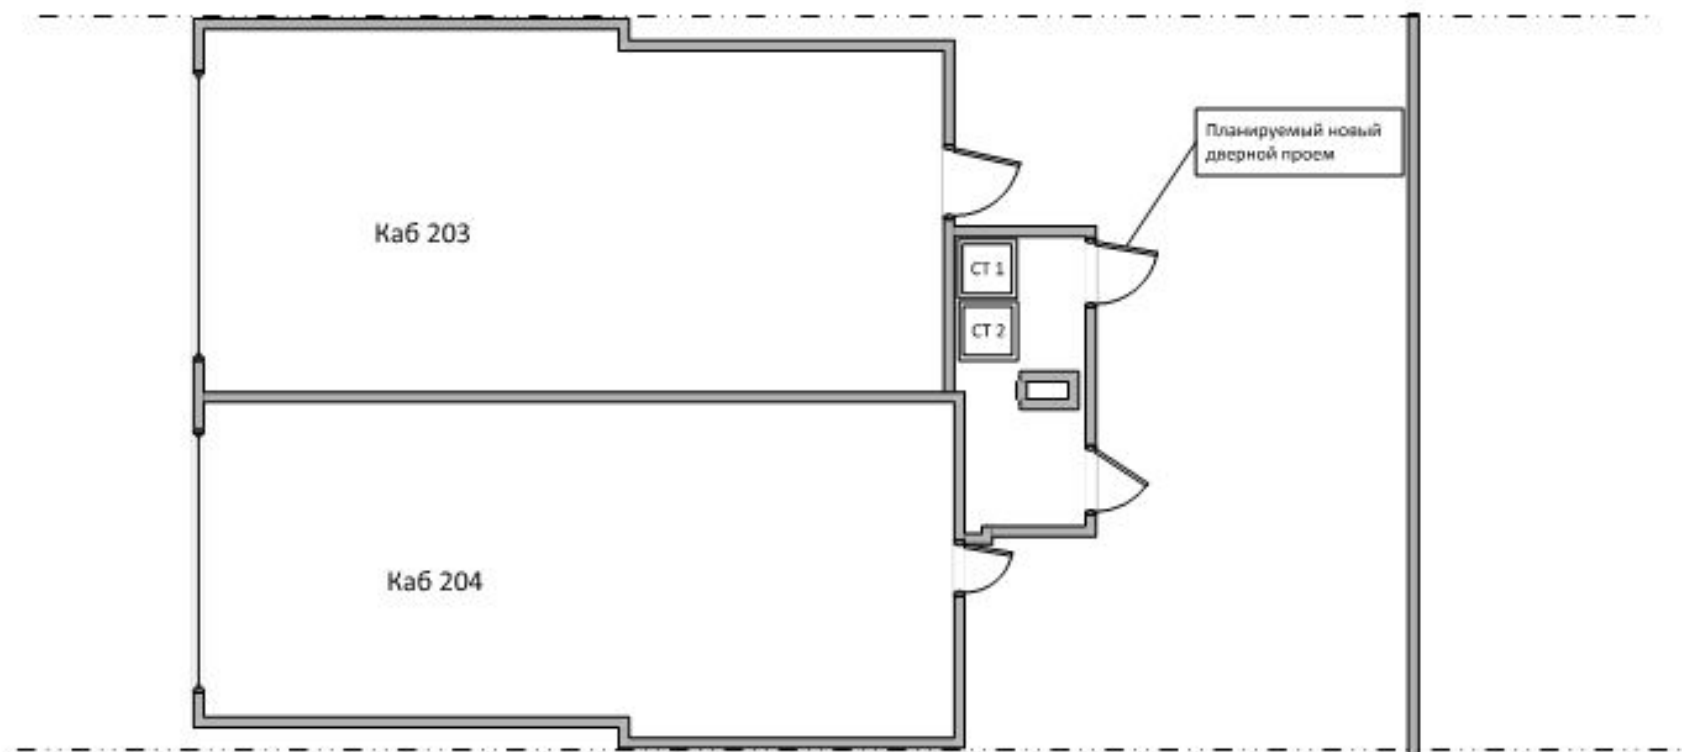 Планируемый новый
дверной проем
Каб 203
СТ 1
СТ 2
Каб 204